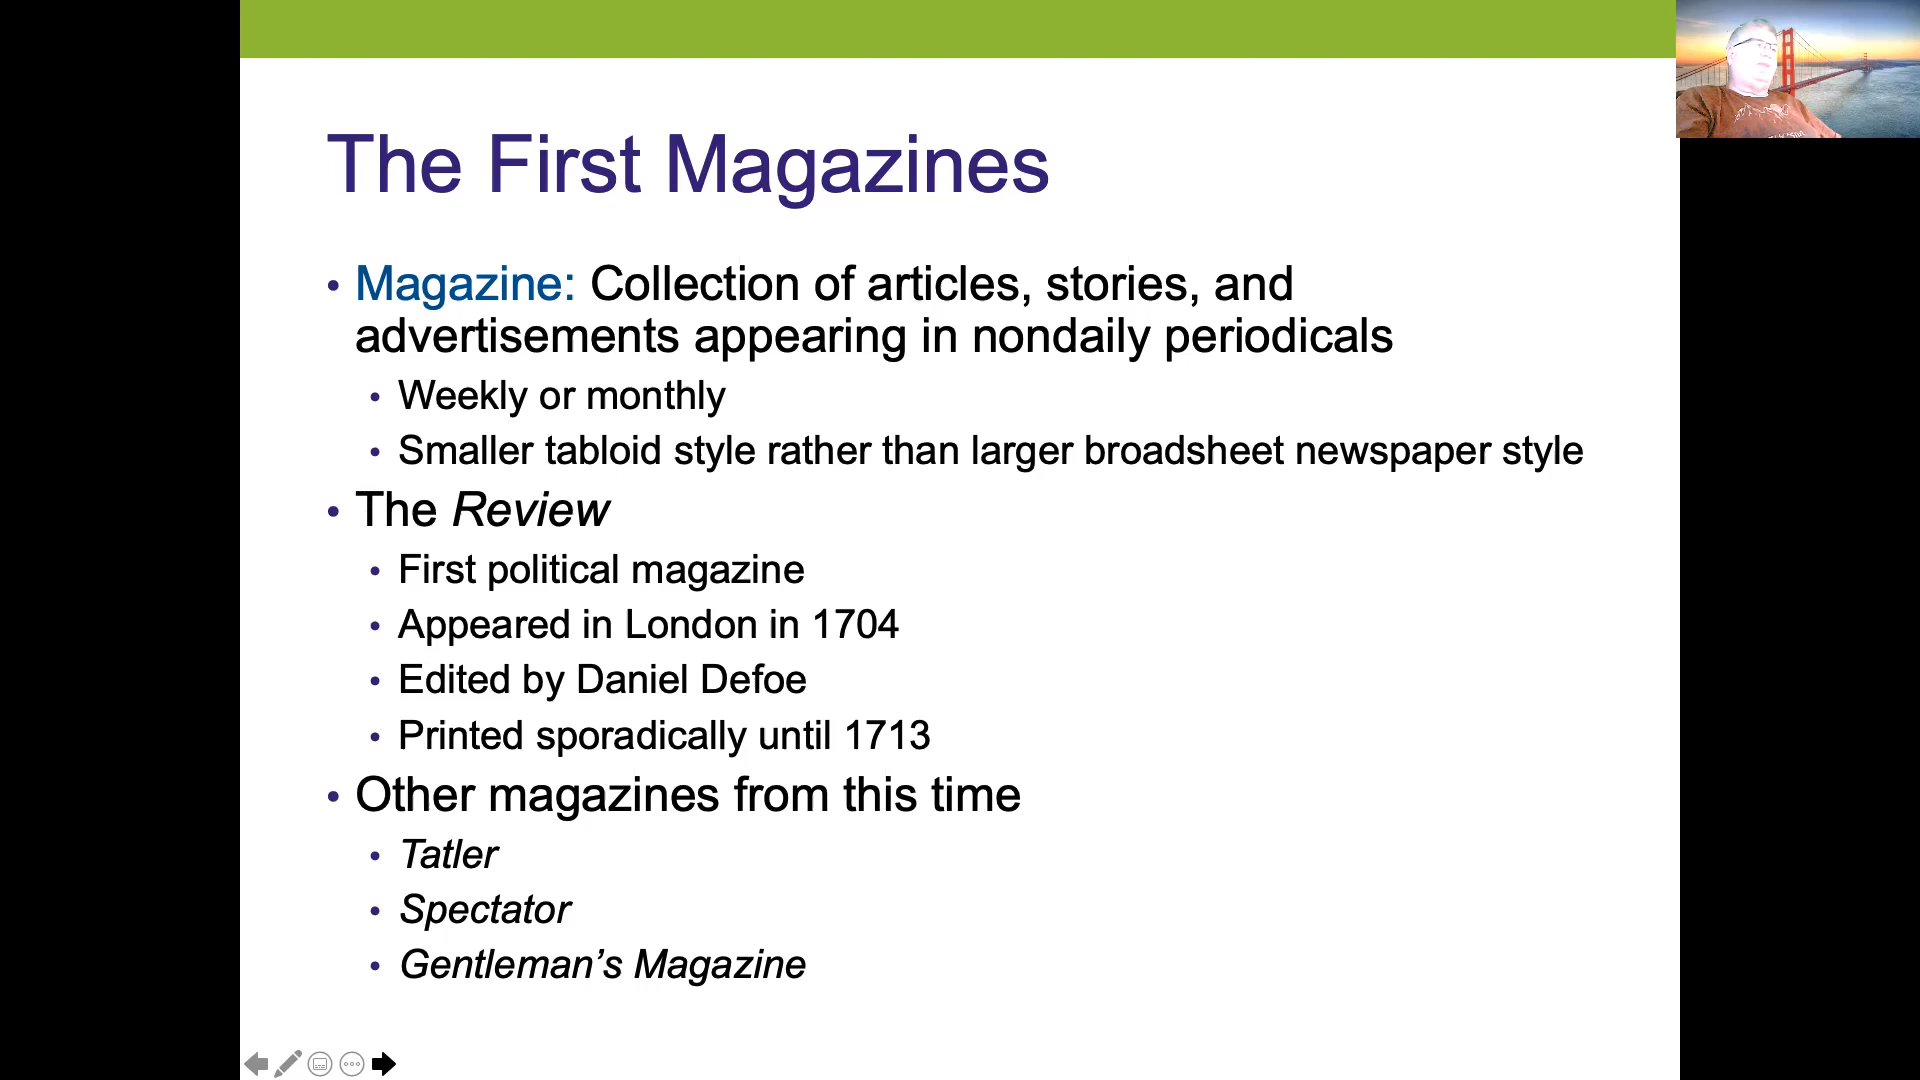 The First Magazines
• Magazine: Collection of articles, stories, and
advertisements appearing in nondaily periodicals
• Weekly or monthly
• Smaller tabloid style rather than larger broadsheet newspaper style
• The Review
• First political magazine
• Appeared in London in 1704
• Edited by Daniel Defoe
• Printed sporadically until 1713
• Other magazines from this time
• Tatler
• Spectator
• Gentleman’s Magazine